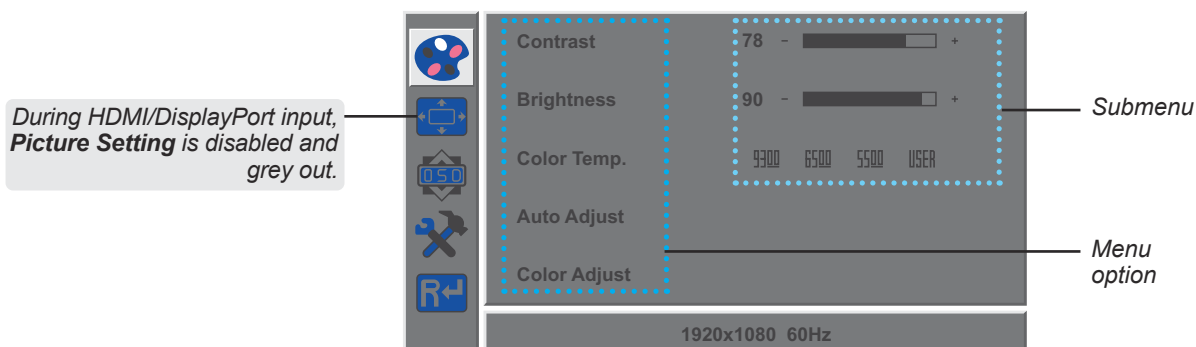 During HDMI/DisplayPort input,
Picture Setting is disabled and
grey out.
Contrast
78 - +
Brightness
90 - +
Color Temp.
9300 6500 5500 USER
Auto Adjust
Color Adjust
050
R
1920x1080 60Hz
Submenu
Menu
option